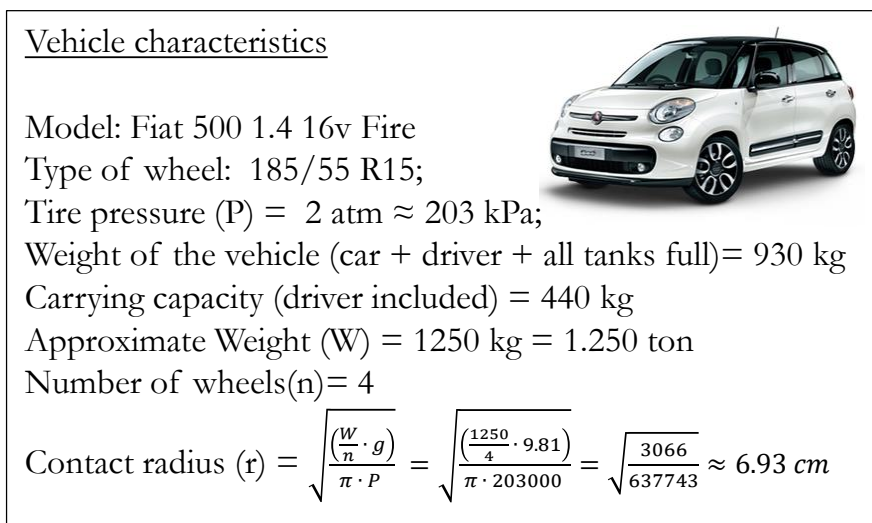 Vehicle characteristics
Model: Fiat 500 1.4 16v Fire
Type of wheel: 185/55 R15;
Tire pressure (P) = 2 atm ≈ 203 kPa;
Weight of the vehicle (car + driver + all tanks full)= 930 kg
Carrying capacity (driver included) = 440 kg
Approximate Weight (W) = 1250 kg = 1.250 ton
Number of wheels(n)= 4
Contact radius (r) = √((W/n · g)/(π · P)) = √((1250/4 · 9.81)/(π · 203000)) = √(3066/637743) ≈ 6.93 cm